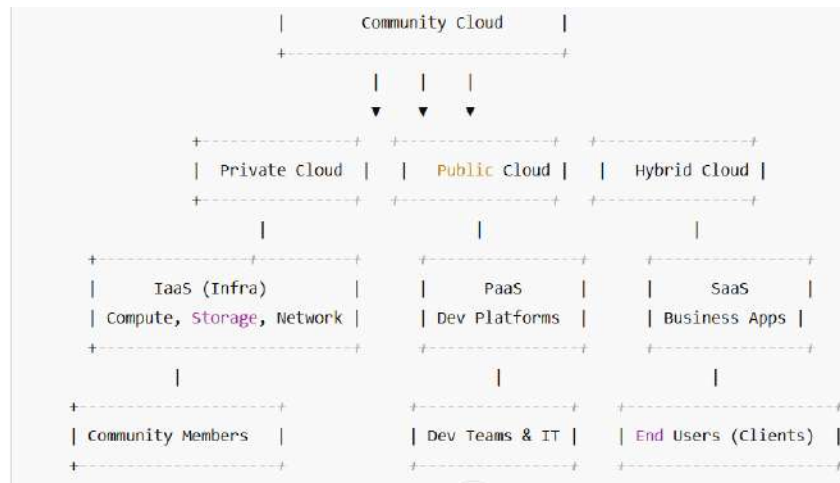 Community Cloud
Private Cloud Public Cloud Hybrid Cloud
IaaS (Infra) PaaS SaaS
Compute, Storage, Network Dev Platforms Business Apps
Community Members Dev Teams & IT End Users (Clients)